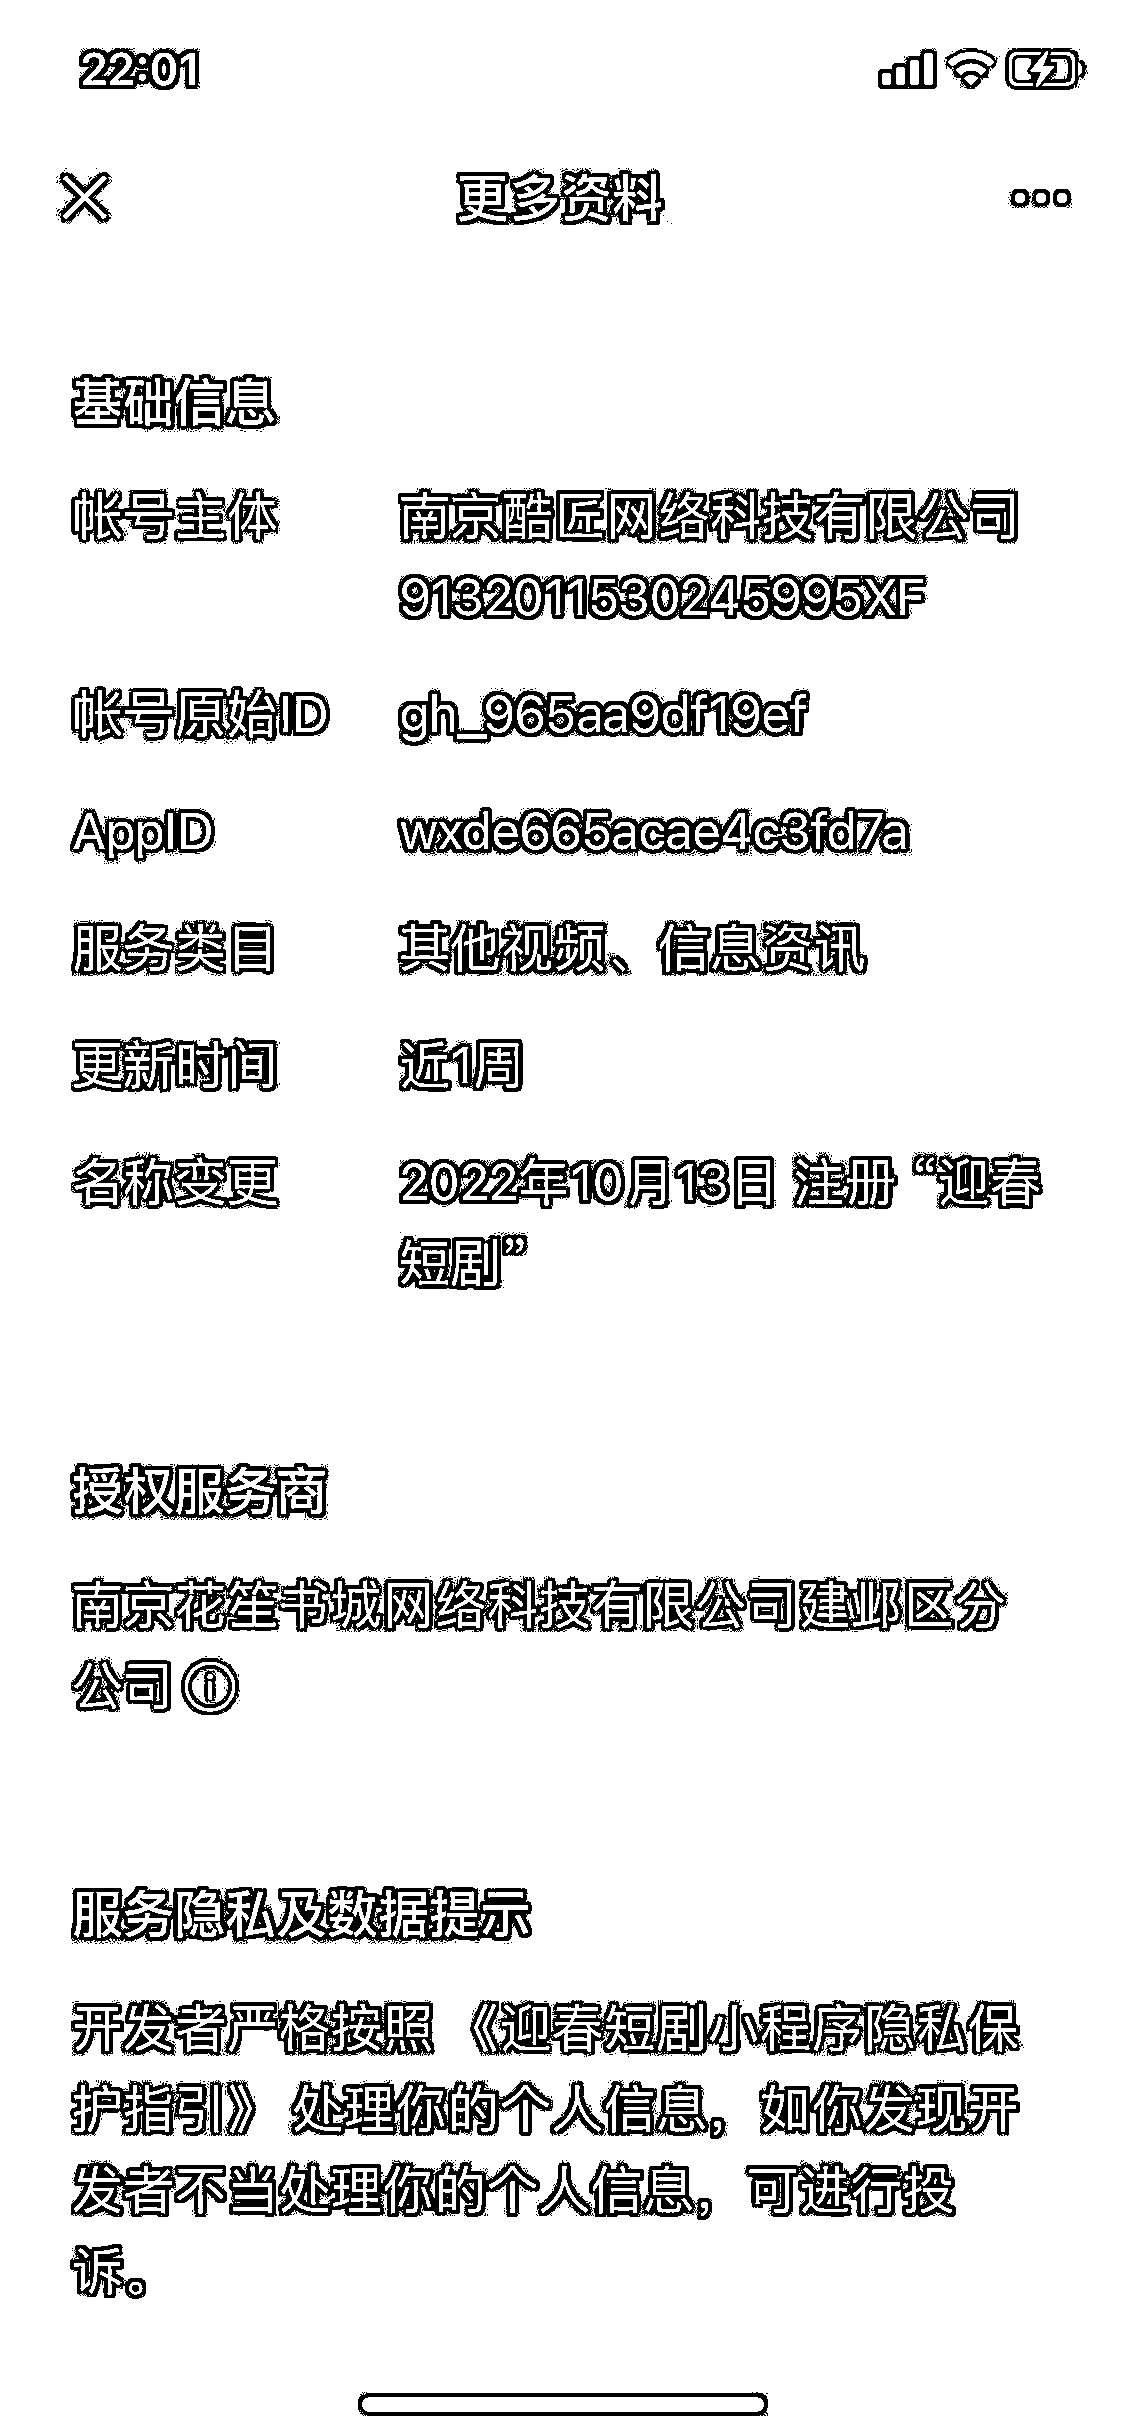 22:01
更多资料
基础信息
帐号主体 南京酷匠网络科技有限公司
9132011530245995XF
帐号原始ID gh_965aa9df19ef
AppID wxde665acae4c3fd7a
服务类目 其他视频、信息资讯
更新时间 近1周
名称变更 2022年10月13日 注册 “迎春
短剧”
授权服务商
南京花笙书城网络科技有限公司建邺区分
公司
服务隐私及数据提示
开发者严格按照 《迎春短剧小程序隐私保
护指引》 处理你的个人信息，如你发现开
发者不当处理你的个人信息，可进行投
诉。